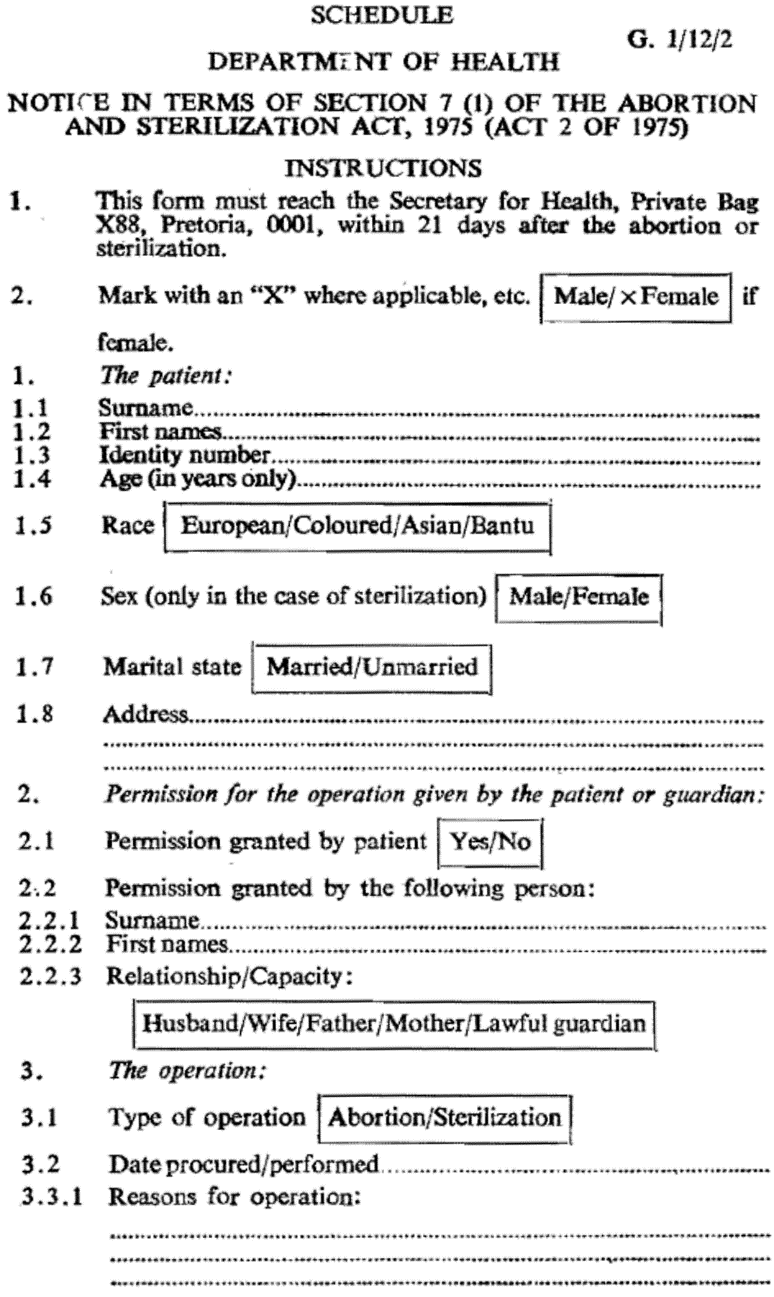 SCHEDULE
G. 1/12/2
DEPARTMENT OF HEALTH
NOTICE IN TERMS OF SECTION 7 (1) OF THE ABORTION
AND STERILIZATION ACT, 1975 (ACT 2 OF 1975)
INSTRUCTIONS
1. This form must reach the Secretary for Health, Private Bag
X88, Pretoria, 0001, within 21 days after the abortion or
sterilization.
2. Mark with an “X” where applicable, etc. Male/×Female if
female.
1. The patient:
1.1 Surname
1.2 First names
1.3 Identity number
1.4 Age (in years only)
1.5 Race European/Coloured/Asian/Bantu
1.6 Sex (only in the case of sterilization) Male/Female
1.7 Marital state Married/Unmarried
1.8 Address
2. Permission for the operation given by the patient or guardian:
2.1 Permission granted by patient Yes/No
2.2 Permission granted by the following person:
2.2.1 Surname
2.2.2 First names
2.2.3 Relationship/Capacity:
Husband/Wife/Father/Mother/Lawful guardian
3. The operation:
3.1 Type of operation Abortion/Sterilization
3.2 Date procured/performed
3.3.1 Reasons for operation: